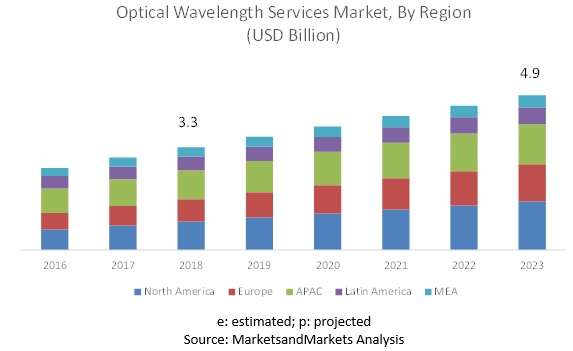 Optical Wavelength Services Market, By Region
(USD Billion)
4.9
3.3
2016 2017 2018 2019 2020 2021 2022 2023
North America Europe APAC Latin America MEA
e: estimated; p: projected
Source: MarketsandMarkets Analysis